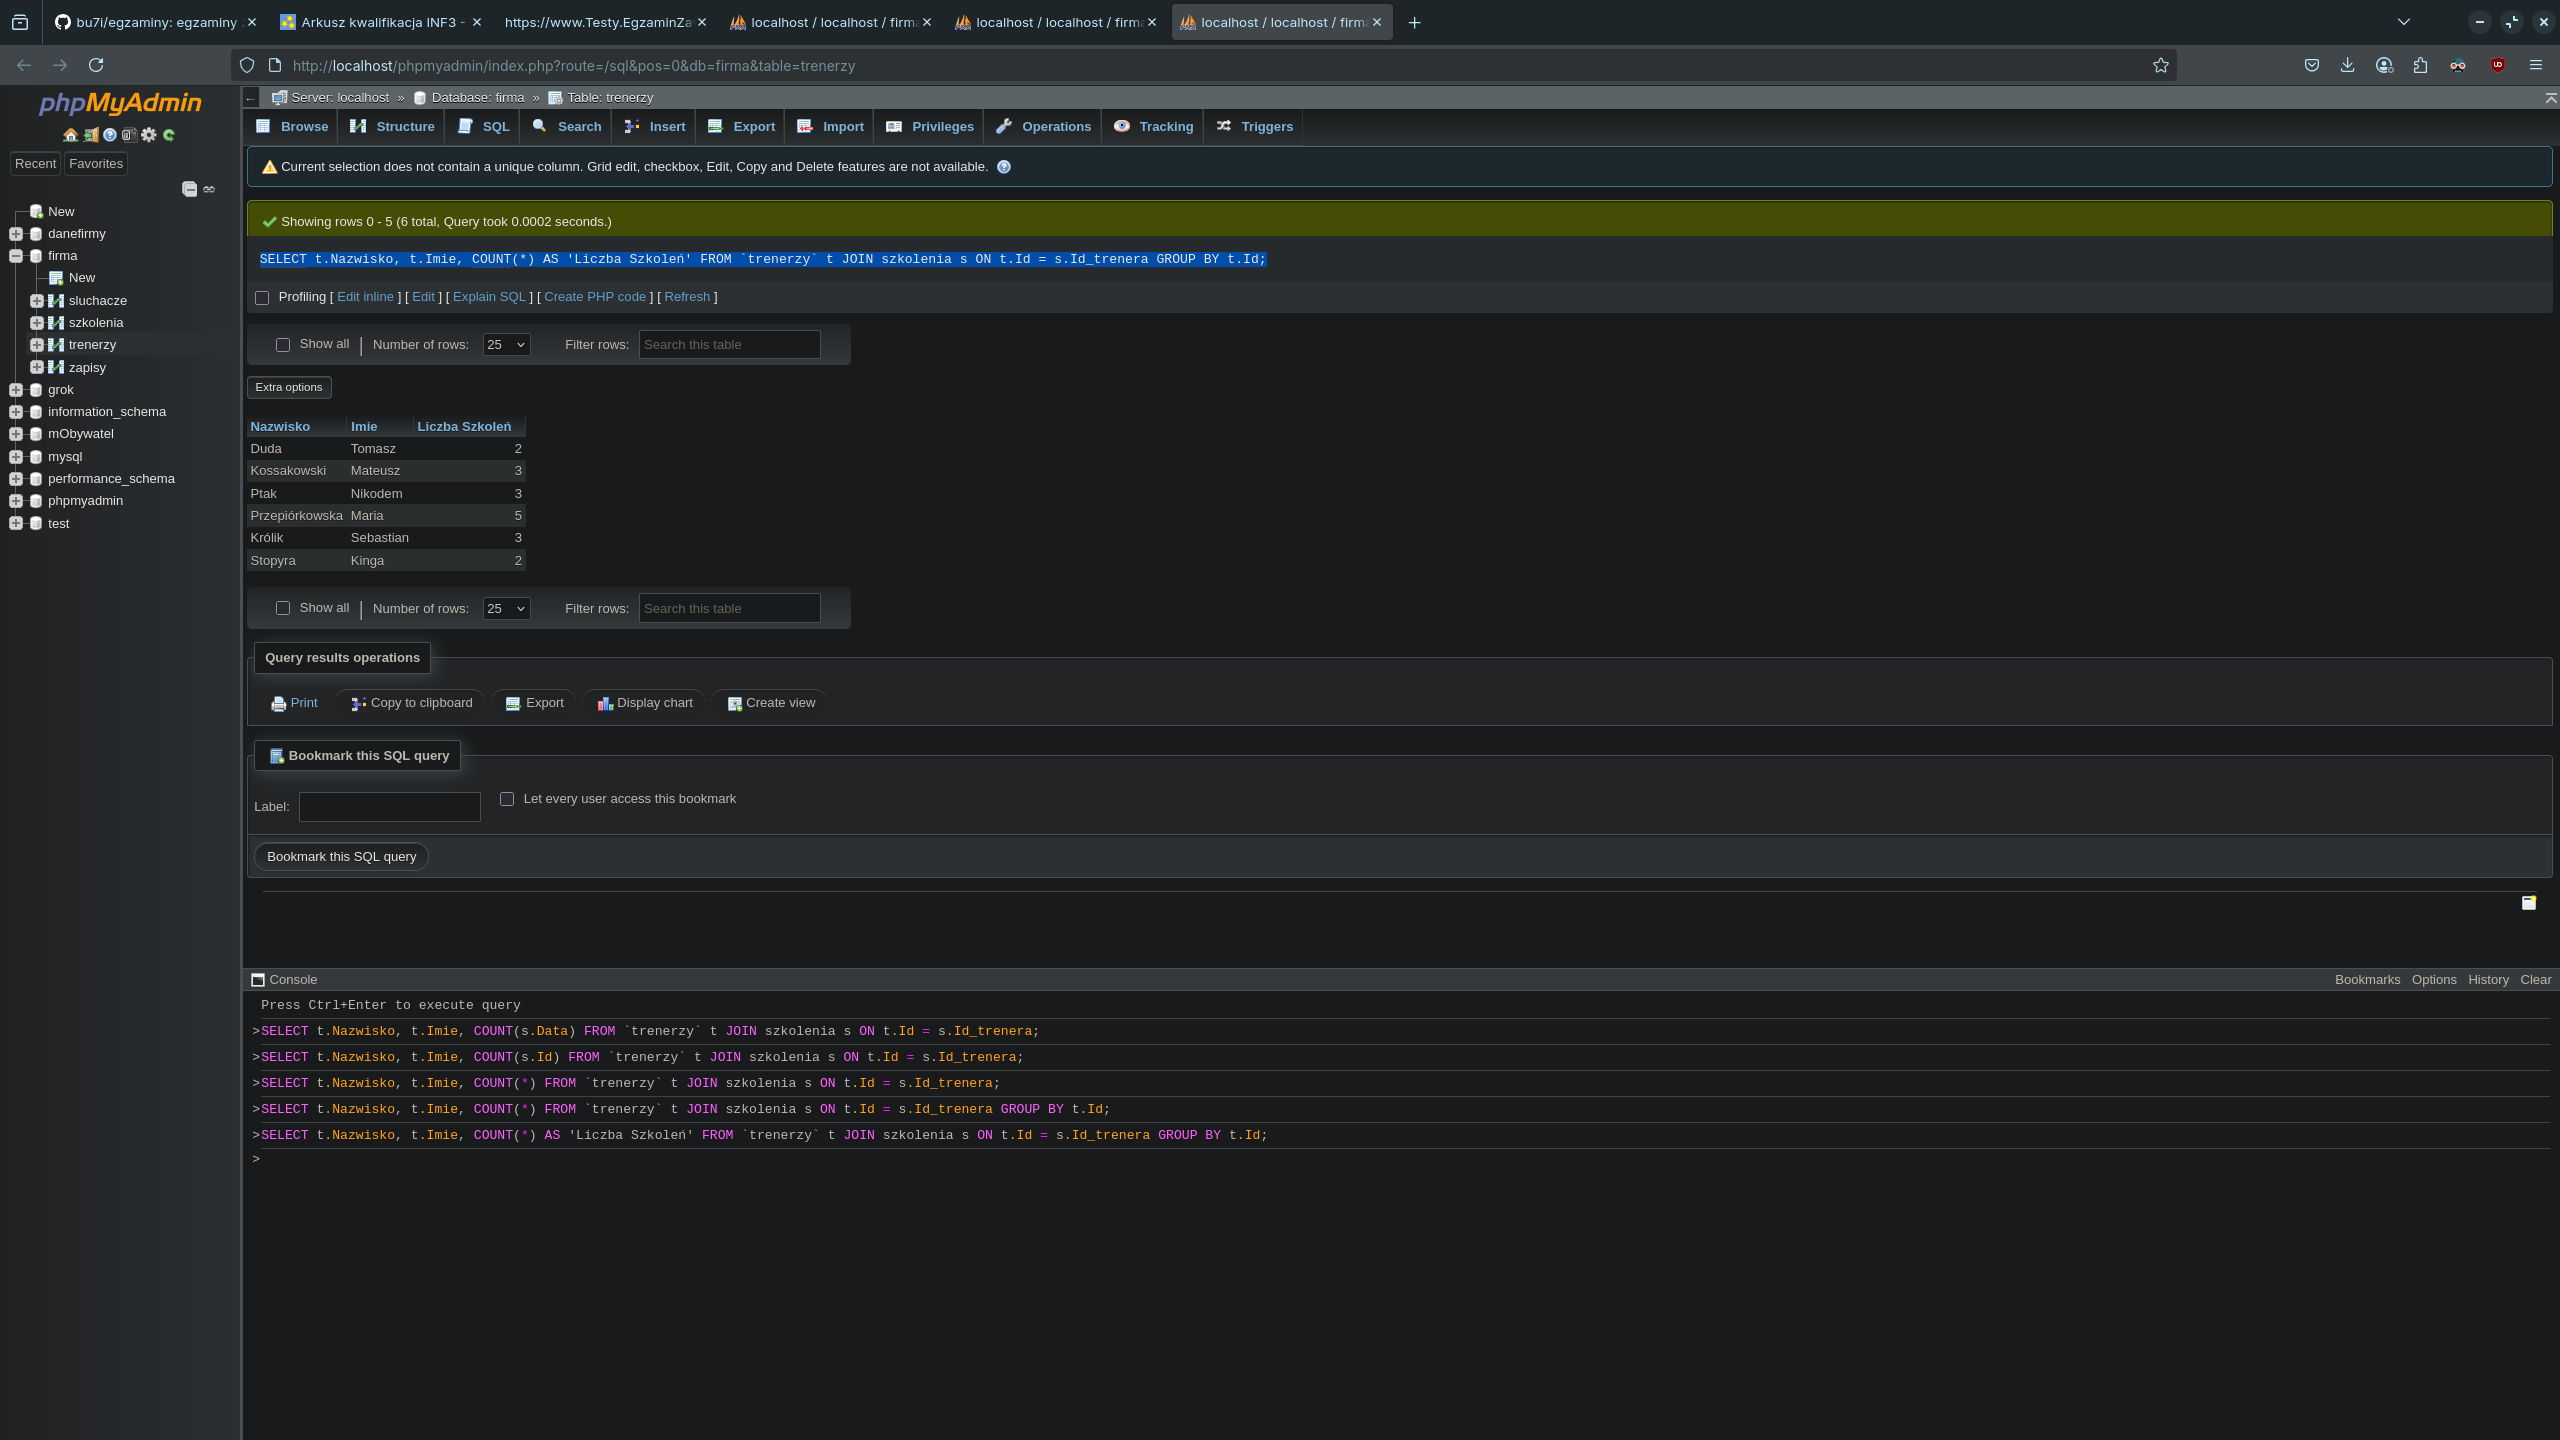 bu7i/egzaminy: egzaminy
Arkusz kwalifikacja INF3 -
https://www.Testy.EgzaminZa
localhost / localhost / firma
localhost / localhost / firma
localhost / localhost / firma
http://localhost/phpmyadmin/index.php?route=/sql&pos=0&db=firma&table=trenerzy
phpMyAdmin
Recent Favorites
New
danefirmy
firma
New
sluchacze
szkolenia
trenerzy
zapisy
grok
information_schema
mObywatel
mysql
performance_schema
phpmyadmin
test
← Server: localhost » Database: firma » Table: trenerzy
Browse Structure SQL Search Insert Export Import Privileges Operations Tracking Triggers
Current selection does not contain a unique column. Grid edit, checkbox, Edit, Copy and Delete features are not available.
Showing rows 0 - 5 (6 total, Query took 0.0002 seconds.)
SELECT t.Nazwisko, t.Imie, COUNT(*) AS 'Liczba Szkoleń' FROM `trenerzy` t JOIN szkolenia s ON t.Id = s.Id_trenera GROUP BY t.Id;
Profiling [ Edit inline ] [ Edit ] [ Explain SQL ] [ Create PHP code ] [ Refresh ]
Show all | Number of rows: 25 Filter rows: Search this table
Extra options
Nazwisko Imie Liczba Szkoleń
Duda Tomasz 2
Kossakowski Mateusz 3
Ptak Nikodem 3
Przepiórkowska Maria 5
Królik Sebastian 3
Stopyra Kinga 2
Show all | Number of rows: 25 Filter rows: Search this table
Query results operations
Print Copy to clipboard Export Display chart Create view
Bookmark this SQL query
Label: Let every user access this bookmark
Bookmark this SQL query
Console Bookmarks Options History Clear
Press Ctrl+Enter to execute query
>SELECT t.Nazwisko, t.Imie, COUNT(s.Data) FROM `trenerzy` t JOIN szkolenia s ON t.Id = s.Id_trenera;
>SELECT t.Nazwisko, t.Imie, COUNT(s.Id) FROM `trenerzy` t JOIN szkolenia s ON t.Id = s.Id_trenera;
>SELECT t.Nazwisko, t.Imie, COUNT(*) FROM `trenerzy` t JOIN szkolenia s ON t.Id = s.Id_trenera;
>SELECT t.Nazwisko, t.Imie, COUNT(*) FROM `trenerzy` t JOIN szkolenia s ON t.Id = s.Id_trenera GROUP BY t.Id;
>SELECT t.Nazwisko, t.Imie, COUNT(*) AS 'Liczba Szkoleń' FROM `trenerzy` t JOIN szkolenia s ON t.Id = s.Id_trenera GROUP BY t.Id;
>